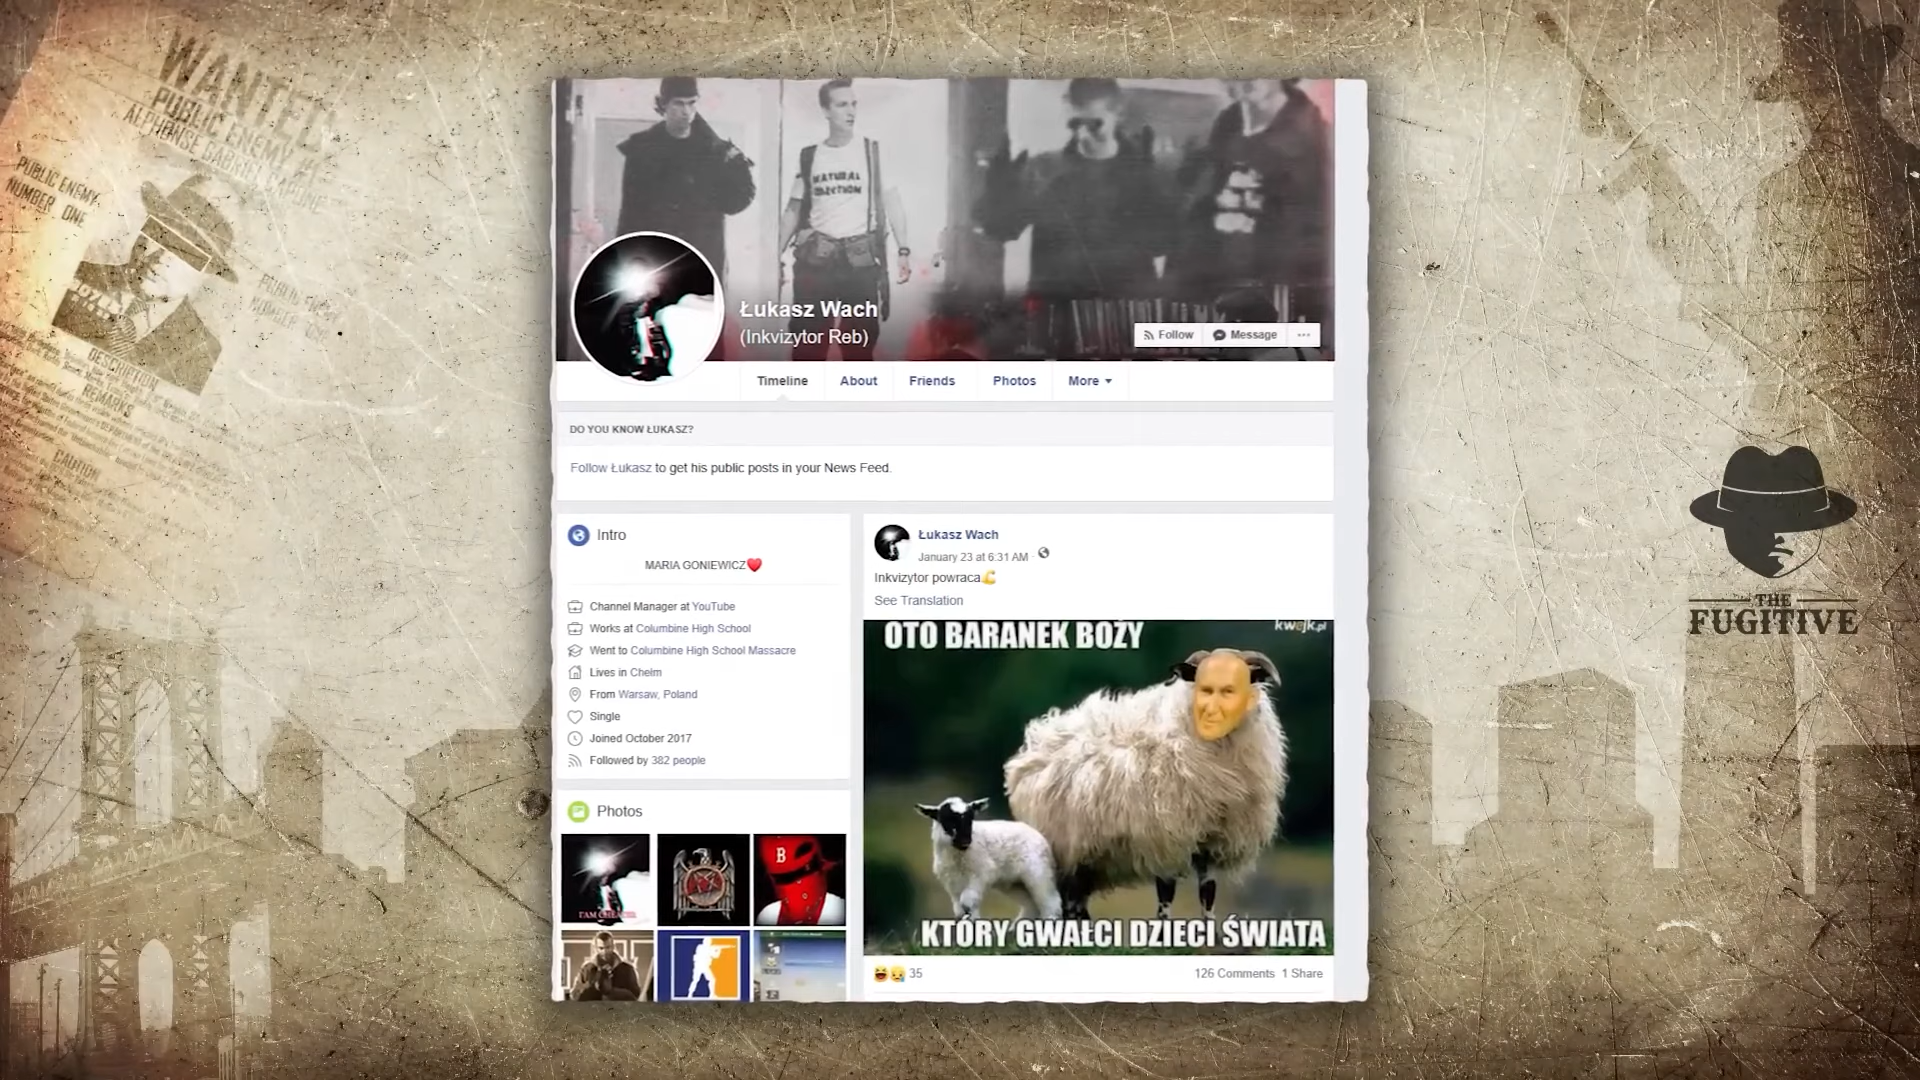 WANTED
PUBLIC ENEMY #1
ALPHONSE GABRIEL CAPONE
PUBLIC ENEMY
NUMBER ONE
DESCRIPTION
REMARKS
CAUTION
NATURAL
SELECTION
Łukasz Wach
(Inkvizytor Reb)
Follow
Message
Timeline
About
Friends
Photos
More
DO YOU KNOW ŁUKASZ?
Follow Łukasz to get his public posts in your News Feed.
Intro
MARIA GONIEWICZ❤️
Channel Manager at YouTube
Works at Columbine High School
Went to Columbine High School Massacre
Lives in Chełm
From Warsaw, Poland
Single
Joined October 2017
Followed by 382 people
Photos
B
Łukasz Wach
January 23 at 6:31 AM ·
Inkvizytor powraca
See Translation
OTO BARANEK BOŻY
kwejk.pl
KTÓRY GWAŁCI DZIECI ŚWIATA
35
126 Comments 1 Share
THE
FUGITIVE